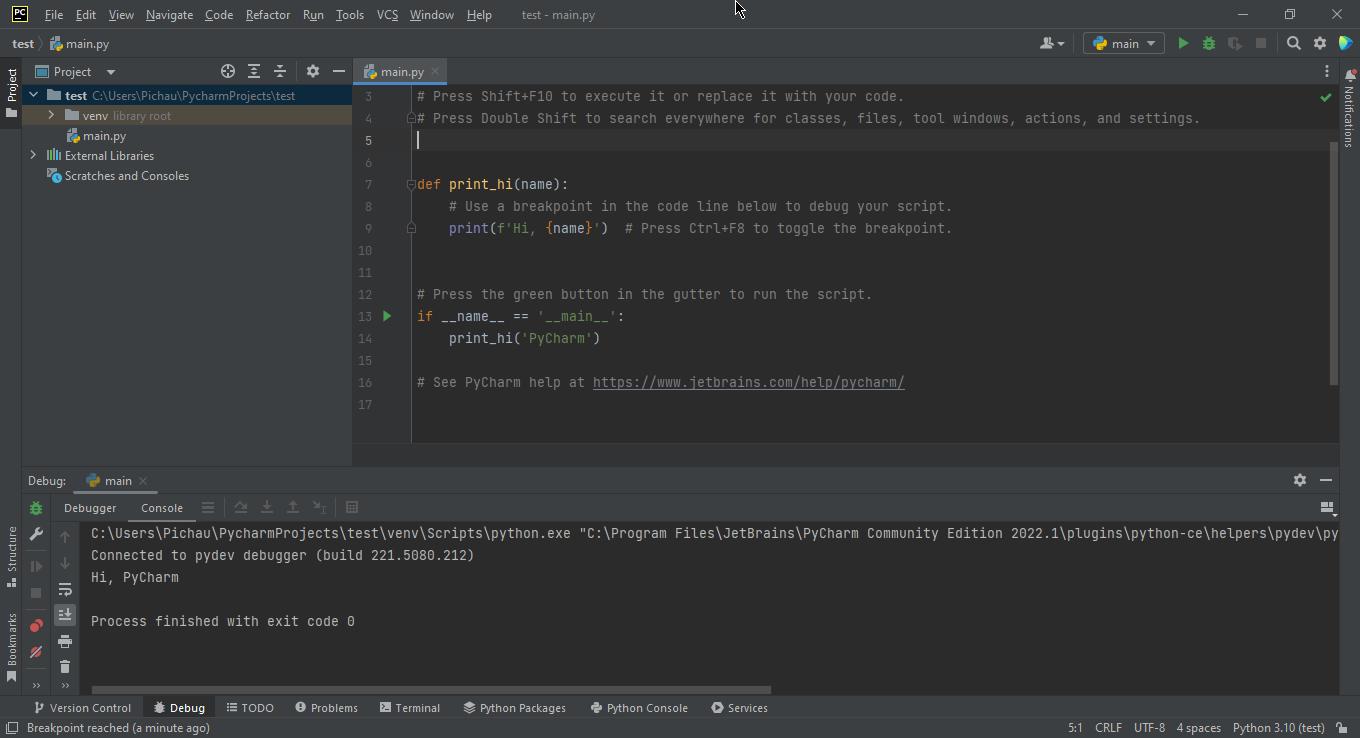 PC File Edit View Navigate Code Refactor Run Tools VCS Window Help test - main.py
test main.py main
Project main.py
Project
test C:\Users\Pichau\PycharmProjects\test
venv library root
main.py
External Libraries
Scratches and Consoles
3 # Press Shift+F10 to execute it or replace it with your code.
4 # Press Double Shift to search everywhere for classes, files, tool windows, actions, and settings.
5
6
7 def print_hi(name):
8 # Use a breakpoint in the code line below to debug your script.
9 print(f'Hi, {name}') # Press Ctrl+F8 to toggle the breakpoint.
10
11
12 # Press the green button in the gutter to run the script.
13 if __name__ == '__main__':
14 print_hi('PyCharm')
15
16 # See PyCharm help at https://www.jetbrains.com/help/pycharm/
17
Notifications
Debug: main
Debugger Console
C:\Users\Pichau\PycharmProjects\test\venv\Scripts\python.exe "C:\Program Files\JetBrains\PyCharm Community Edition 2022.1\plugins\python-ce\helpers\pydev\py
Connected to pydev debugger (build 221.5080.212)
Hi, PyCharm
Process finished with exit code 0
Structure
Bookmarks
Version Control Debug TODO Problems Terminal Python Packages Python Console Services
Breakpoint reached (a minute ago) 5:1 CRLF UTF-8 4 spaces Python 3.10 (test)